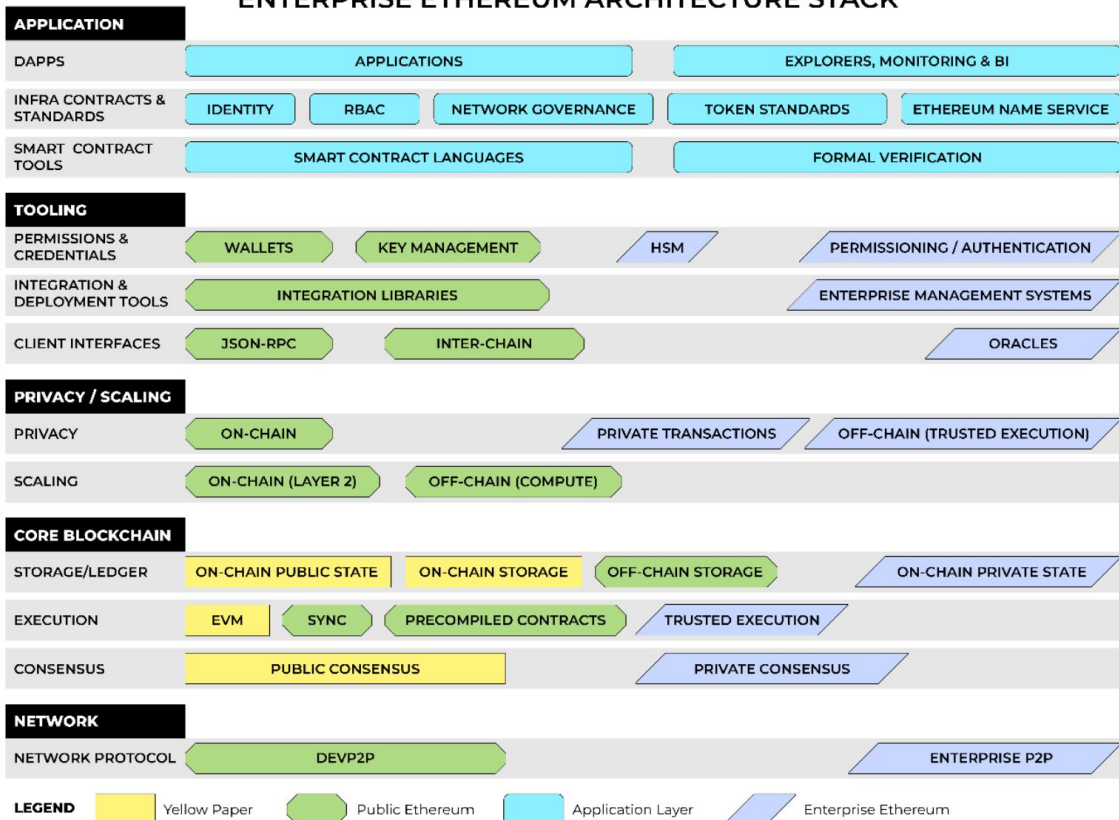 ENTERPRISE ETHEREUM ARCHITECTURE STACK
APPLICATION
DAPPS
APPLICATIONS
EXPLORERS, MONITORING & BI
INFRA CONTRACTS &
STANDARDS
IDENTITY
RBAC
NETWORK GOVERNANCE
TOKEN STANDARDS
ETHEREUM NAME SERVICE
SMART CONTRACT
TOOLS
SMART CONTRACT LANGUAGES
FORMAL VERIFICATION
TOOLING
PERMISSIONS &
CREDENTIALS
WALLETS
KEY MANAGEMENT
HSM
PERMISSIONING / AUTHENTICATION
INTEGRATION &
DEPLOYMENT TOOLS
INTEGRATION LIBRARIES
ENTERPRISE MANAGEMENT SYSTEMS
CLIENT INTERFACES
JSON-RPC
INTER-CHAIN
ORACLES
PRIVACY / SCALING
PRIVACY
ON-CHAIN
PRIVATE TRANSACTIONS
OFF-CHAIN (TRUSTED EXECUTION)
SCALING
ON-CHAIN (LAYER 2)
OFF-CHAIN (COMPUTE)
CORE BLOCKCHAIN
STORAGE/LEDGER
ON-CHAIN PUBLIC STATE
ON-CHAIN STORAGE
OFF-CHAIN STORAGE
ON-CHAIN PRIVATE STATE
EXECUTION
EVM
SYNC
PRECOMPILED CONTRACTS
TRUSTED EXECUTION
CONSENSUS
PUBLIC CONSENSUS
PRIVATE CONSENSUS
NETWORK
NETWORK PROTOCOL
DEVP2P
ENTERPRISE P2P
LEGEND
Yellow Paper
Public Ethereum
Application Layer
Enterprise Ethereum